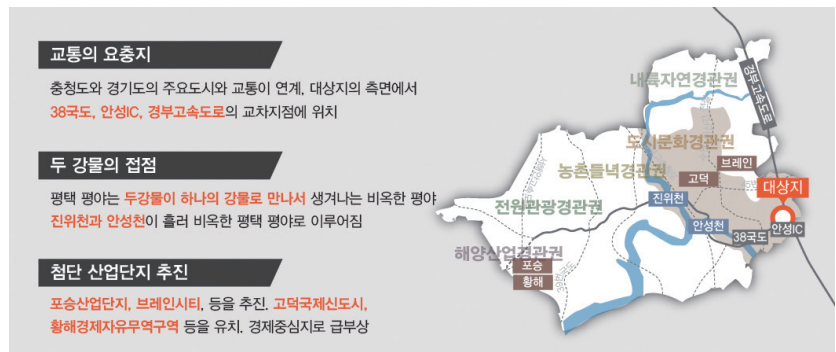 교통의 요충지
충청도와 경기도의 주요도시와 교통이 연계, 대상지의 측면에서
38국도, 안성IC, 경부고속도로의 교차지점에 위치
두 강물의 접점
평택 평야는 두강물이 하나의 강물로 만나서 생겨나는 비옥한 평야
진위천과 안성천이 흘러 비옥한 평택 평야로 이루어짐
첨단 산업단지 추진
포승산업단지, 브레인시티, 등을 추진. 고덕국제신도시,
황해경제자유무역구역 등을 유치. 경제중심지로 급부상
내륙자연경관권
경부고속도로
도시문화경관권
브레인
농촌들녘경관권
고덕
대상지
진위천
전원관광경관권
안성천
안성IC
38국도
해양산업경관권
포승
황해